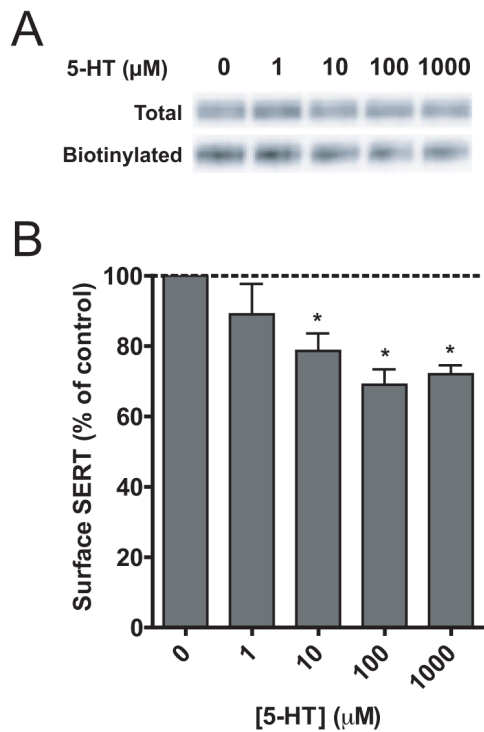 A
5-HT (µM) 0 1 10 100 1000
Total
Biotinylated
B
Surface SERT (% of control)
100
80
60
40
20
0
* * *
0 1 10 100 1000
[5-HT] (µM)